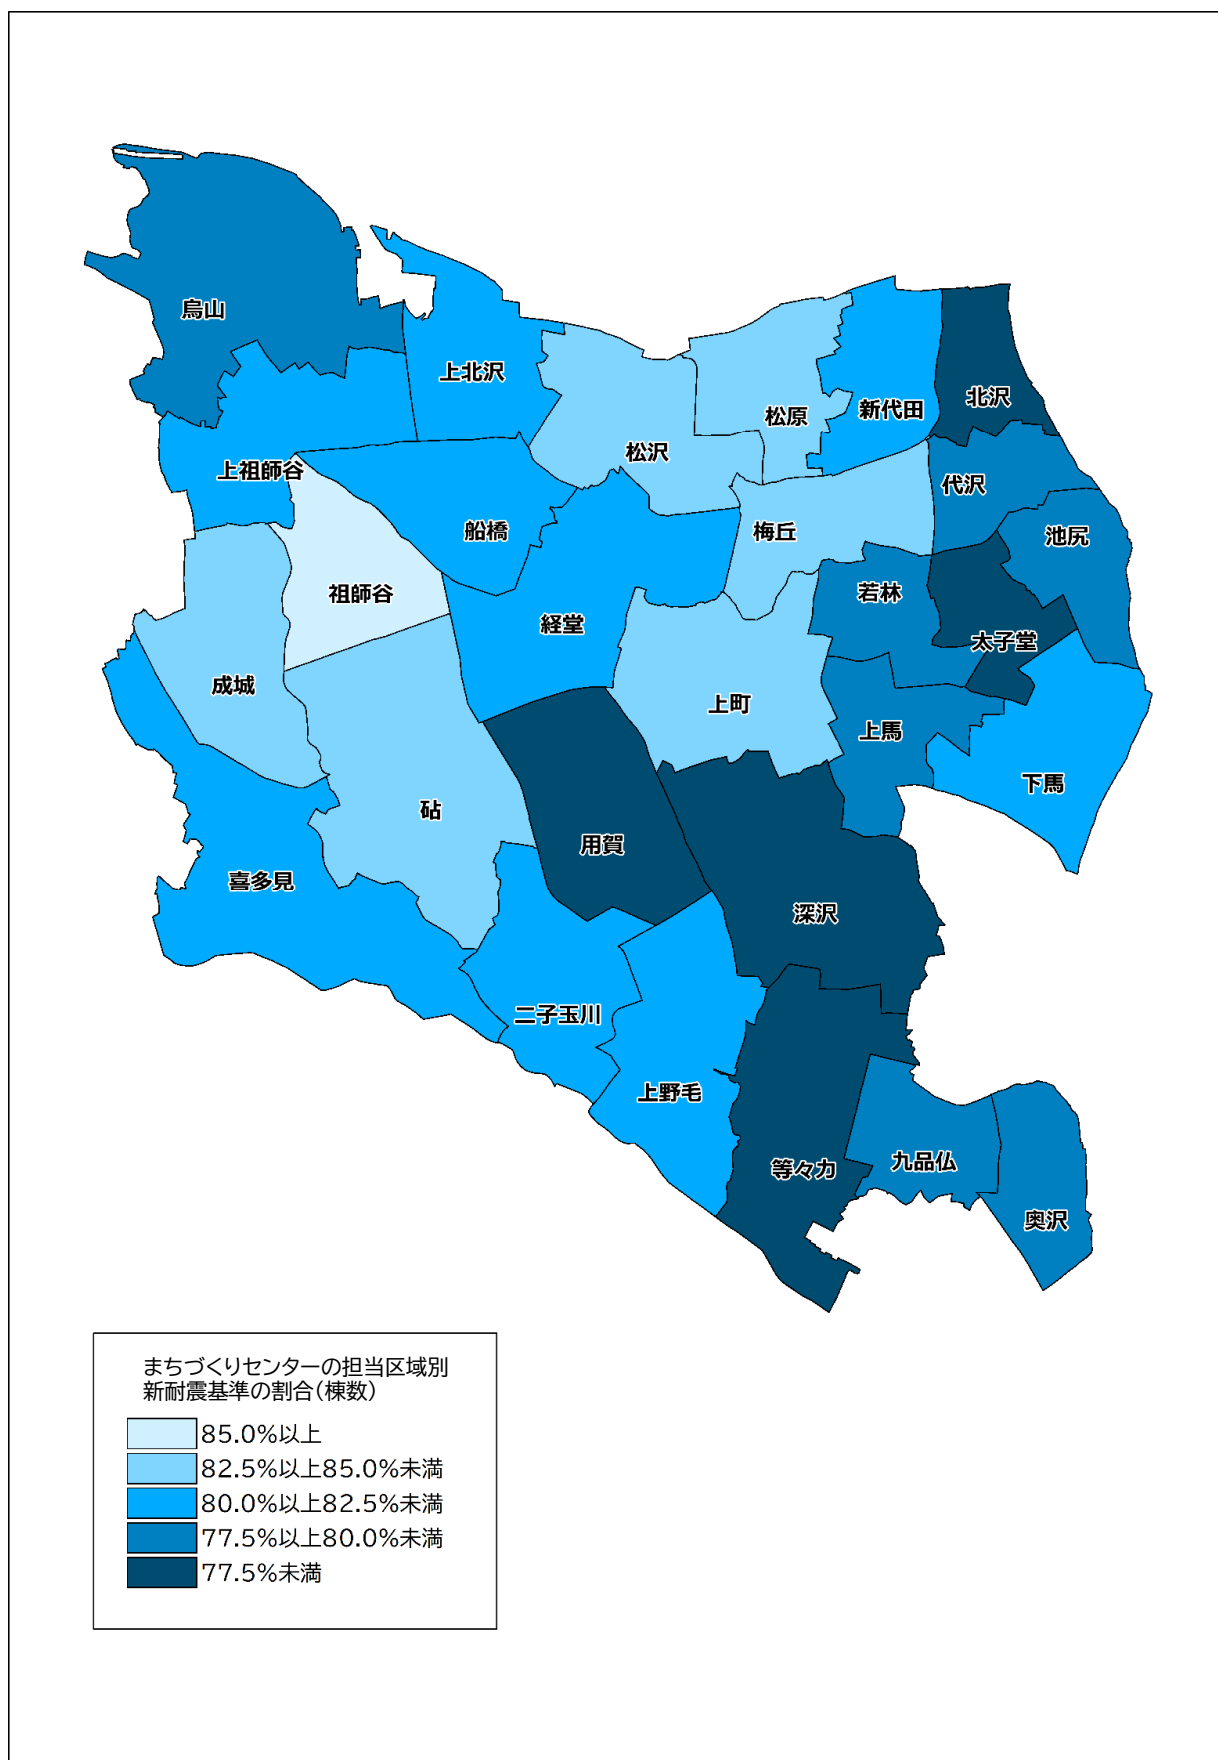 烏山
上北沢
北沢
新代田
松原
松沢
上祖師谷
代沢
船橋
梅丘
池尻
祖師谷
若林
経堂
太子堂
成城
上町
上馬
下馬
砧
用賀
喜多見
深沢
二子玉川
上野毛
九品仏
等々力
奥沢
まちづくりセンターの担当区域別
新耐震基準の割合(棟数)
85.0%以上
82.5%以上85.0%未満
80.0%以上82.5%未満
77.5%以上80.0%未満
77.5%未満